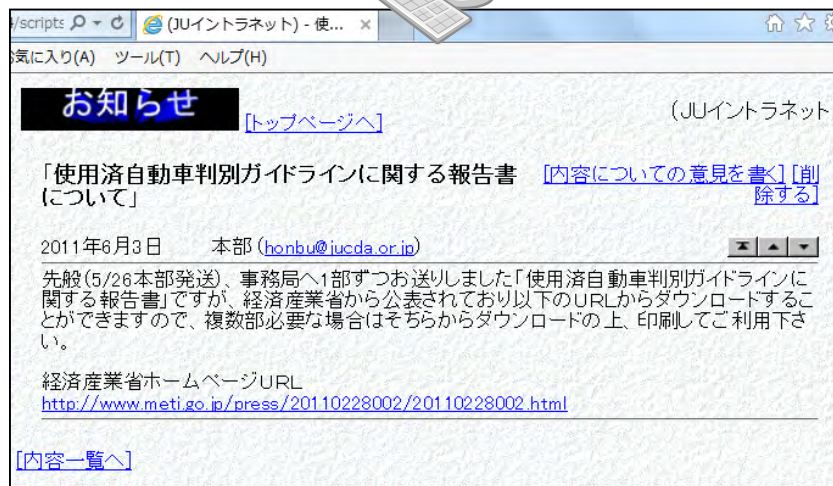 /scripts
(JUイントラネット) - 使... ×
気に入り(A) ツール(T) ヘルプ(H)
お知らせ [トップページへ] (JUイントラネット
「使用済自動車判別ガイドラインに関する報告書 [内容についての意見を書く] [削
について」 除する]
2011年6月3日 本部(honbu@jucda.or.jp)
先般(5/26本部発送)、事務局へ1部ずつお送りしました「使用済自動車判別ガイドラインに
関する報告書」ですが、経済産業省から公表されており以下のURLからダウンロードするこ
とができますので、複数部必要な場合はそちらからダウンロードの上、印刷してご利用下さ
い。
経済産業省ホームページURL
http://www.meti.go.jp/press/20110228002/20110228002.html
[内容一覧へ]